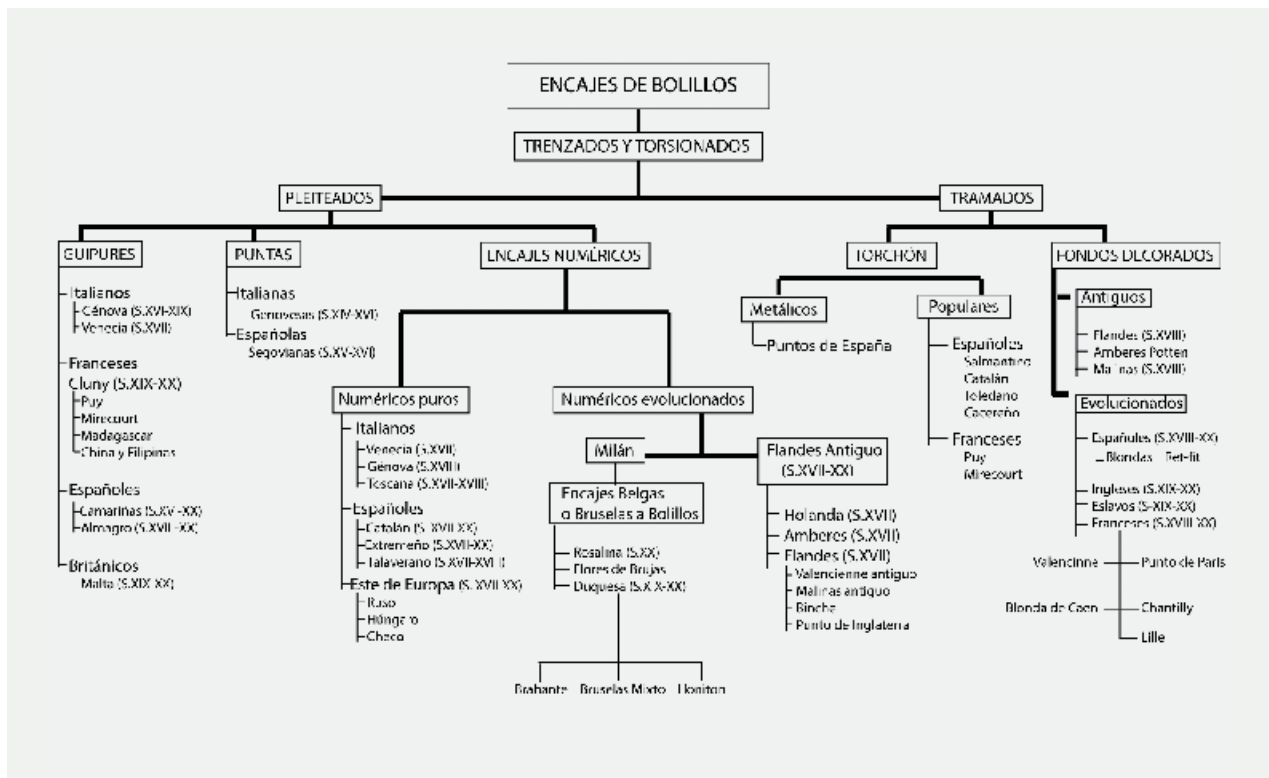 ENCAJES DE BOLILLOS
TRENZADOS Y TORSIONADOS
PLEITEADOS
TRAMADOS
GUIPURES
PUNTAS
ENCAJES NUMÉRICOS
TORCHÓN
FONDOS DECORADOS
Italianos
Génova (S.XVI-XIX)
Venecia (S.XVII)
Franceses
Cluny (S.XIX-XX)
Puy
Mirecourt
Madagascar
China y Filipinas
Españoles
Camariñas
Almagro
Británicos
Malta (S.XIX-XX)
Italianas
Genovesas (S.XIV-XVI)
Españolas
Segovianas (S.XV-XVI)
Numéricos puros
Italianos
Venecia (S.XVII)
Génova (S.XVIII)
Toscana (S.XVII-XVIII)
Españoles
Catalán (S.XVII-XX)
Extremeño (S.XVII-XX)
Talaverano (S.XVII-XVIII)
Este de Europa (S.XVII-XX)
Ruso
Húngaro
Checo
Numéricos evolucionados
Milán
Encajes Belgas
o Bruselas a Bolillos
Rosalina (S.XX)
Flores de Brujas
Duquesa (S.XIX-XX)
Brabante
Bruselas Mixto
Honiton
Flandes Antiguo
(S.XVII-XX)
Holanda (S.XVII)
Amberes (S.XVII)
Flandes (S.XVII)
Valencienne antiguo
Malinas antiguo
Binche
Punto de Inglaterra
Metálicos
Puntos de España
Populares
Españoles
Salmantino
Catalán
Toledano
Cacereño
Franceses
Puy
Mirecourt
Antiguos
Flandes (S.XVIII)
Amberes Potten
Malinas (S.XVIII)
Evolucionados
Españoles (S.XVIII-XX)
Blondas
Ret-fi
Ingleses (S.XIX-XX)
Eslavos (S-XIX-XX)
Franceses (S.XVIII-XX)
Valencinne
Punto de París
Blonda de Caen
Chantilly
Lille